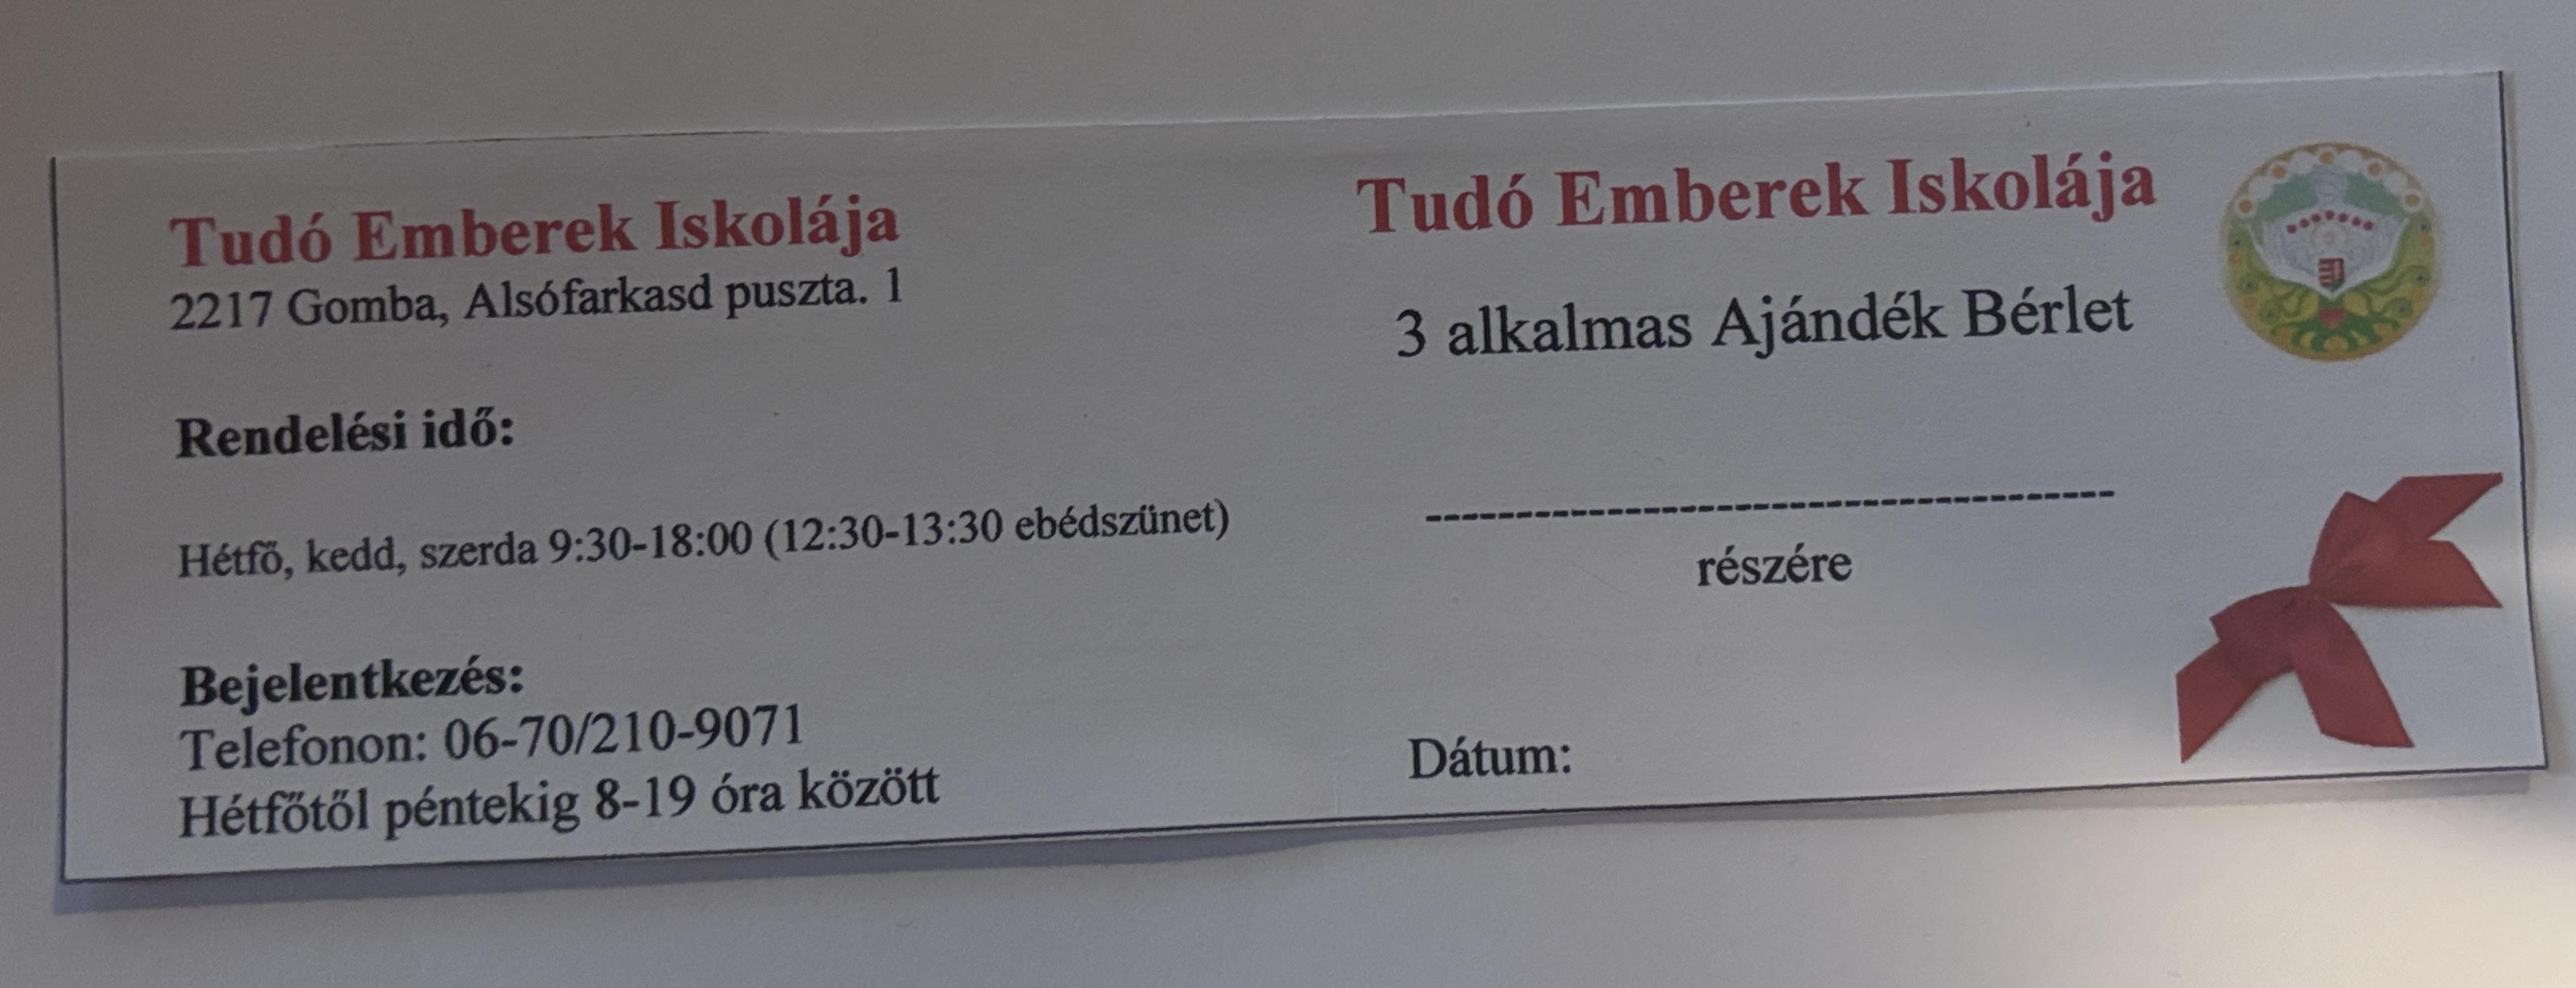 Tudó Emberek Iskolája
2217 Gomba, Alsófarkasd puszta. 1
Rendelési idő:
Hétfő, kedd, szerda 9:30-18:00 (12:30-13:30 ebédszünet)
Bejelentkezés:
Telefonon: 06-70/210-9071
Hétfőtől péntekig 8-19 óra között
Tudó Emberek Iskolája
3 alkalmas Ajándék Bérlet
--------------------------------------
részére
Dátum: